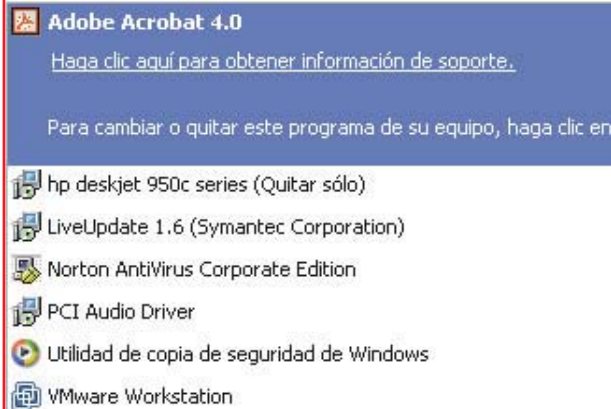 Adobe Acrobat 4.0
Haga clic aquí para obtener información de soporte.
Para cambiar o quitar este programa de su equipo, haga clic en
hp deskjet 950c series (Quitar sólo)
LiveUpdate 1.6 (Symantec Corporation)
Norton AntiVirus Corporate Edition
PCI Audio Driver
Utilidad de copia de seguridad de Windows
VMware Workstation